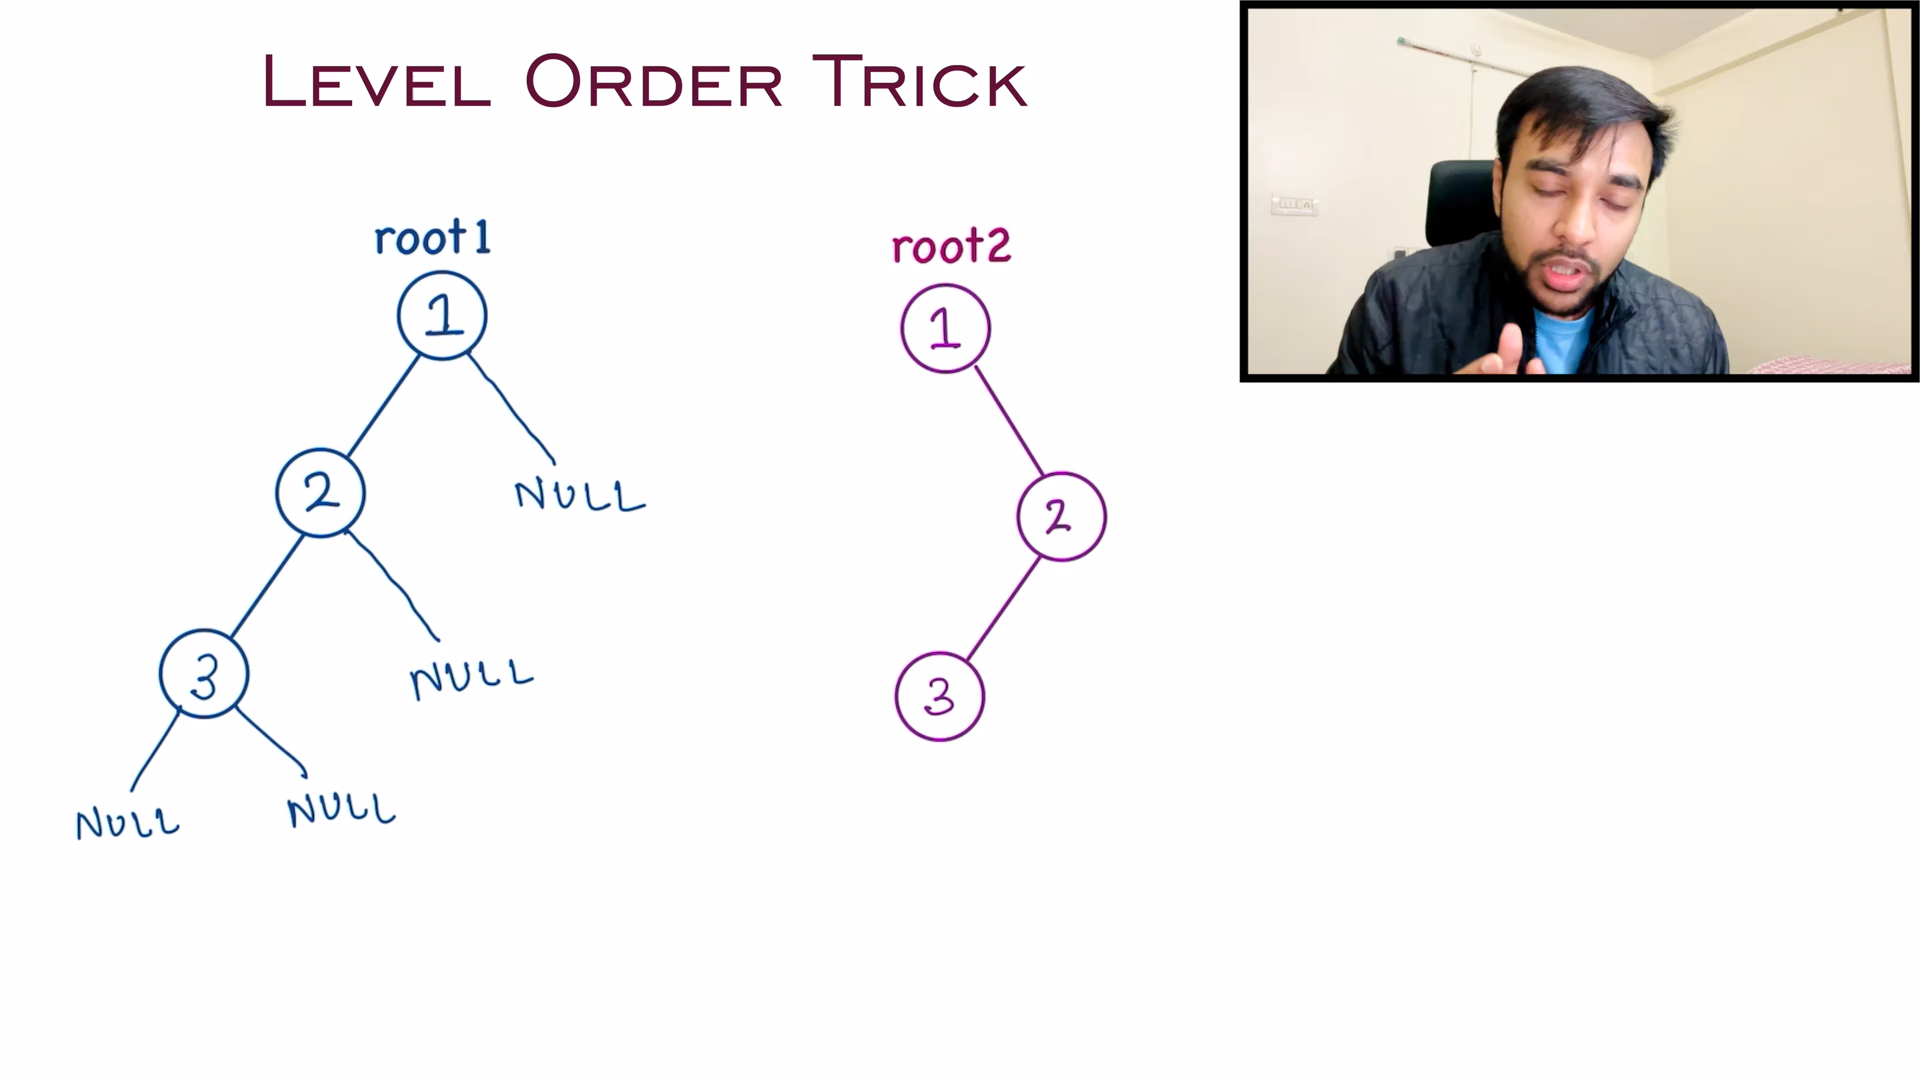 LEVEL ORDER TRICK
root1
root2
1
1
2
NULL
2
3
NULL
3
NULL
NULL